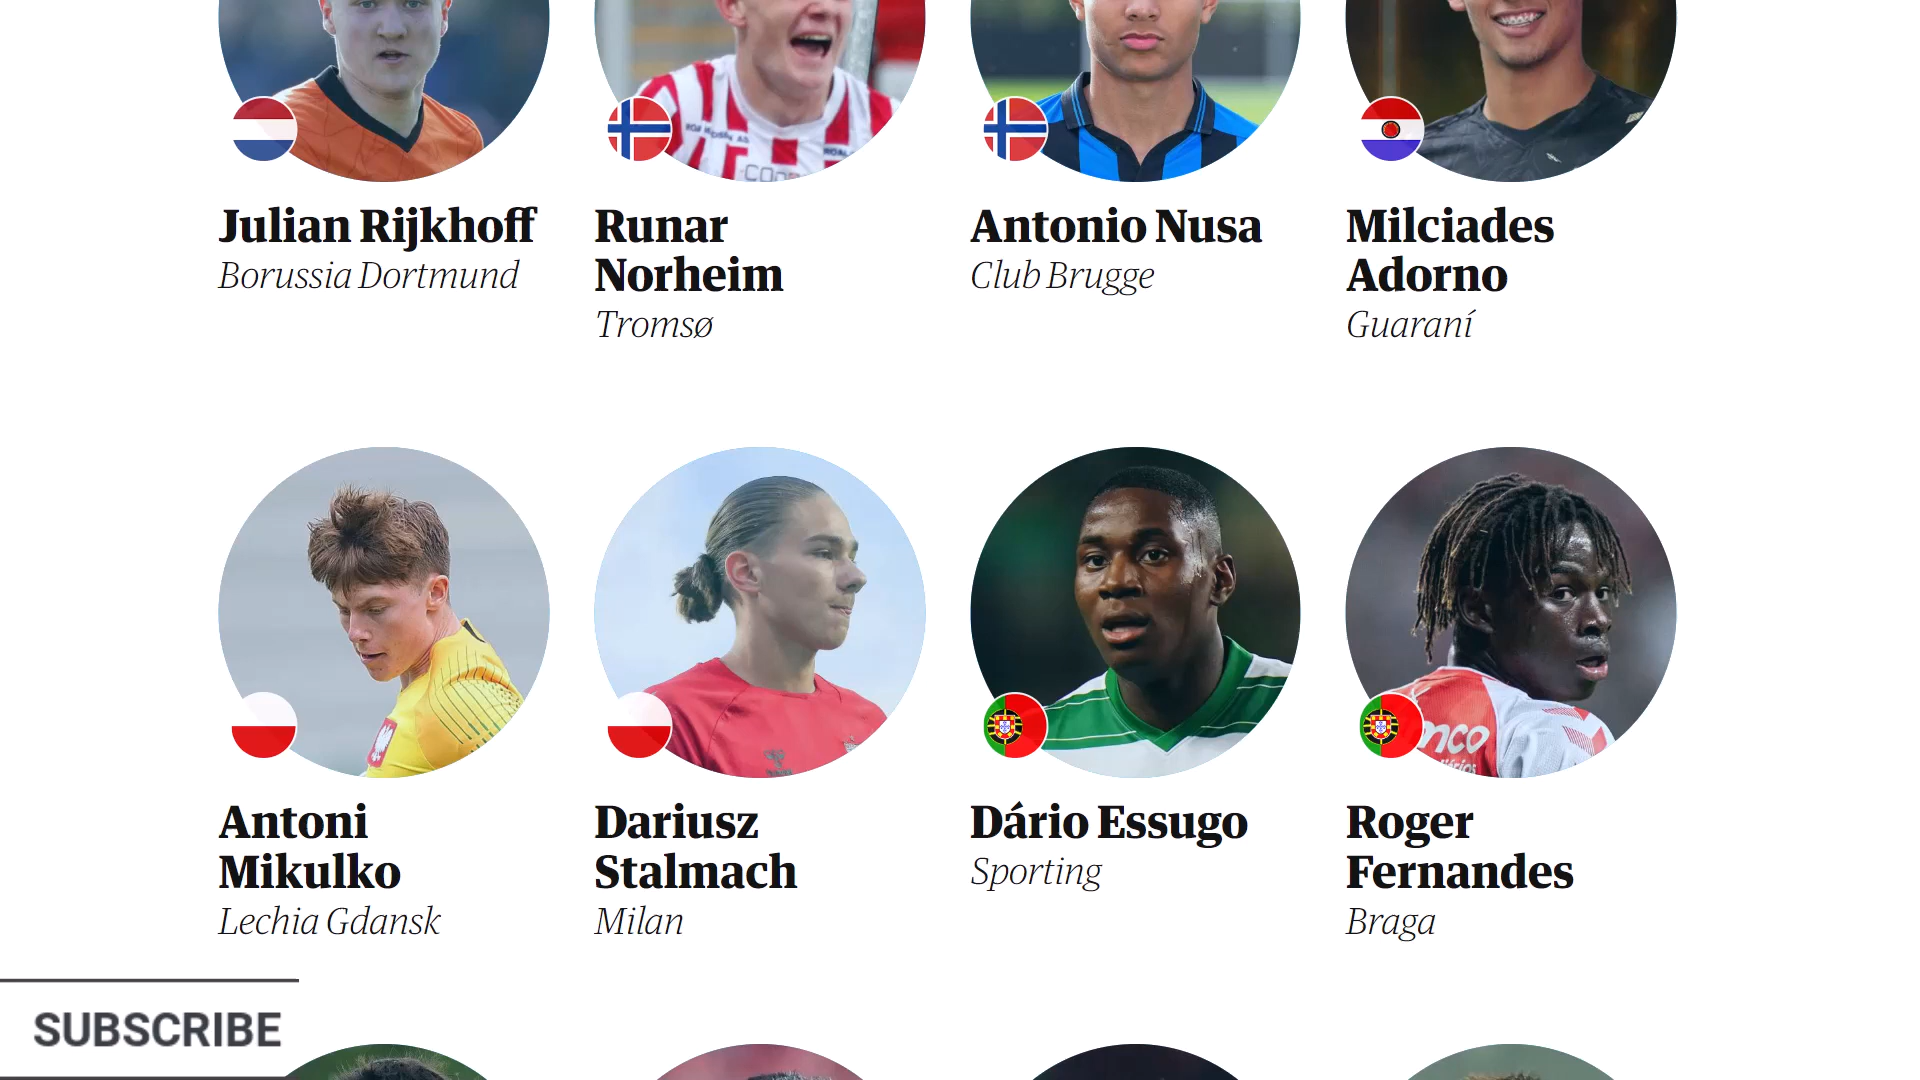 Julian Rijkhoff
Borussia Dortmund
Runar
Norheim
Tromsø
Antonio Nusa
Club Brugge
Milciades
Adorno
Guaraní
Antoni
Mikulko
Lechia Gdansk
Dariusz
Stalmach
Milan
Dário Essugo
Sporting
Roger
Fernandes
Braga
SUBSCRIBE